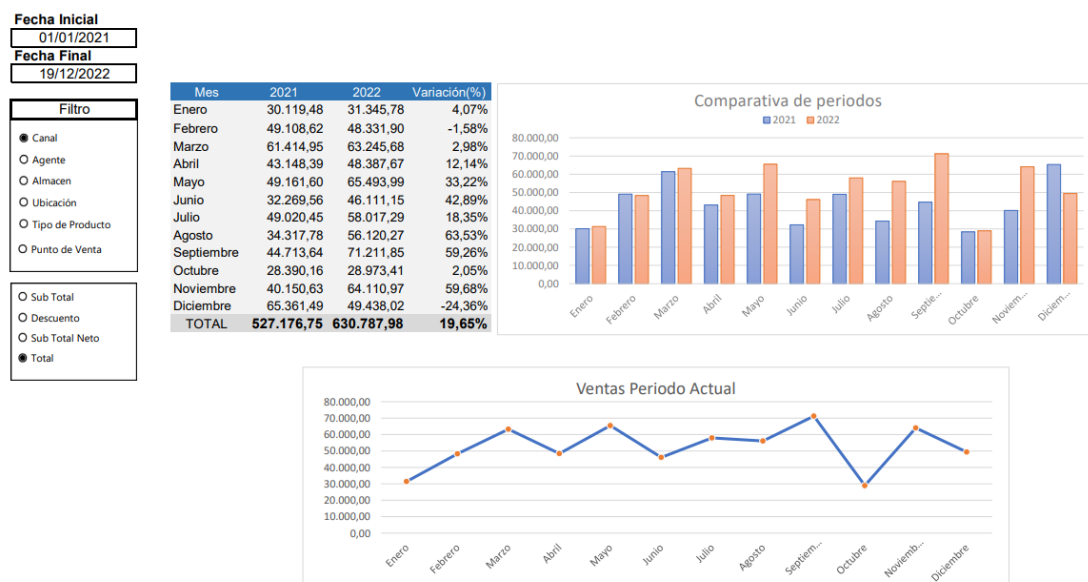 Fecha Inicial
01/01/2021
Fecha Final
19/12/2022
Filtro
Canal
Agente
Almacen
Ubicación
Tipo de Producto
Punto de Venta
Sub Total
Descuento
Sub Total Neto
Total
Mes 2021 2022 Variación(%)
Enero 30.119,48 31.345,78 4,07%
Febrero 49.108,62 48.331,90 -1,58%
Marzo 61.414,95 63.245,68 2,98%
Abril 43.148,39 48.387,67 12,14%
Mayo 49.161,60 65.493,99 33,22%
Junio 32.269,56 46.111,15 42,89%
Julio 49.020,45 58.017,29 18,35%
Agosto 34.317,78 56.120,27 63,53%
Septiembre 44.713,64 71.211,85 59,26%
Octubre 28.390,16 28.973,41 2,05%
Noviembre 40.150,63 64.110,97 59,68%
Diciembre 65.361,49 49.438,02 -24,36%
TOTAL 527.176,75 630.787,98 19,65%
Comparativa de periodos
2021 2022
80.000,00
70.000,00
60.000,00
50.000,00
40.000,00
30.000,00
20.000,00
10.000,00
0,00
Enero Febrero Marzo Abril Mayo Junio Julio Agosto Septie... Octubre Noviem... Diciem...
Ventas Periodo Actual
80.000,00
70.000,00
60.000,00
50.000,00
40.000,00
30.000,00
20.000,00
10.000,00
0,00
Enero Febrero Marzo Abril Mayo Junio Julio Agosto Septiem... Octubre Noviemb... Diciembre